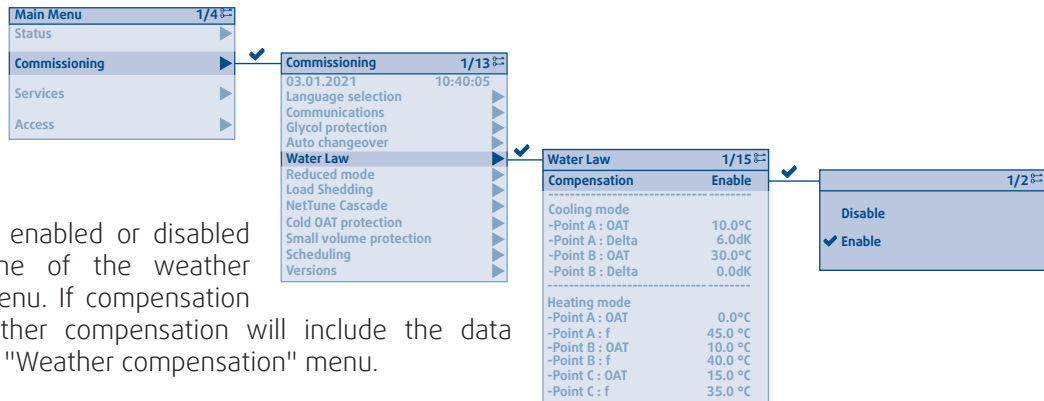 Main Menu 1/4
Status
Commissioning
Services
Access
Commissioning 1/13
03.01.2021 10:40:05
Language selection
Communications
Glycol protection
Auto changeover
Water Law
Reduced mode
Load Shedding
NetTune Cascade
Cold OAT protection
Small volume protection
Scheduling
Versions
Water Law 1/15
Compensation Enable
Cooling mode
-Point A : OAT 10.0°C
-Point A : Delta 6.0dK
-Point B : OAT 30.0°C
-Point B : Delta 0.0dK
Heating mode
-Point A : OAT 0.0°C
-Point A : f 45.0 °C
-Point B : OAT 10.0 °C
-Point B : f 40.0 °C
-Point C : OAT 15.0 °C
-Point C : f 35.0 °C
1/2
Disable
Enable
enabled or disabled
of the weather
If compensation
compensation will include the data
"Weather compensation" menu.